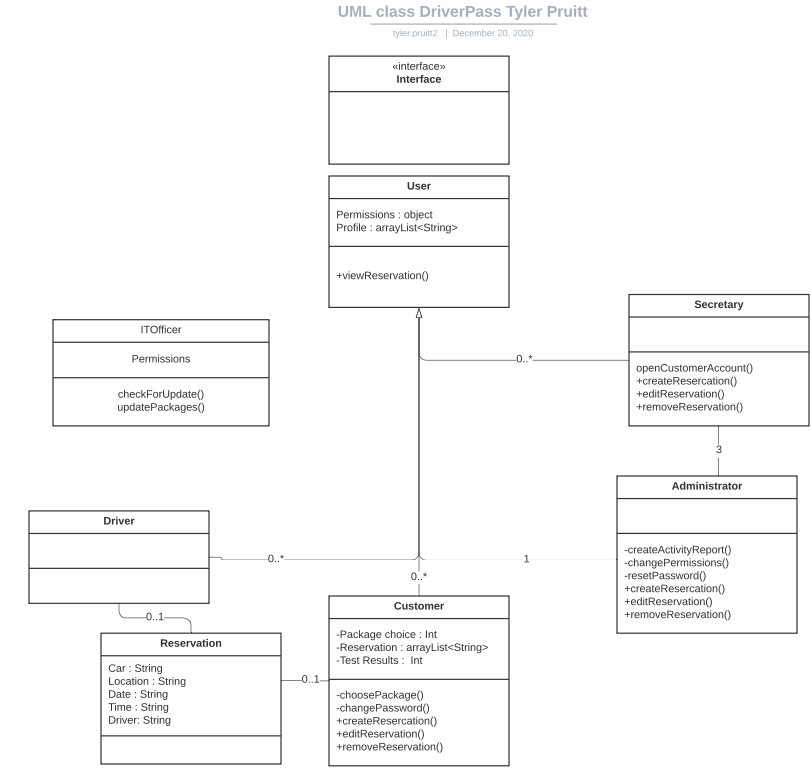 UML class DriverPass Tyler Pruitt
tyler.pruitt2 | December 20, 2020
«interface»
Interface
User
Permissions : object
Profile : arrayList<String>
+viewReservation()
Secretary
openCustomerAccount()
+createResercation()
+editReservation()
+removeReservation()
ITOfficer
Permissions
checkForUpdate()
updatePackages()
0..*
3
Administrator
-createActivityReport()
-changePermissions()
-resetPassword()
+createResercation()
+editReservation()
+removeReservation()
Driver
0..*
1
0..*
0..1
Reservation
Car : String
Location : String
Date : String
Time : String
Driver: String
0..1
Customer
-Package choice : Int
-Reservation : arrayList<String>
-Test Results :  Int
-choosePackage()
-changePassword()
+createResercation()
+editReservation()
+removeReservation()